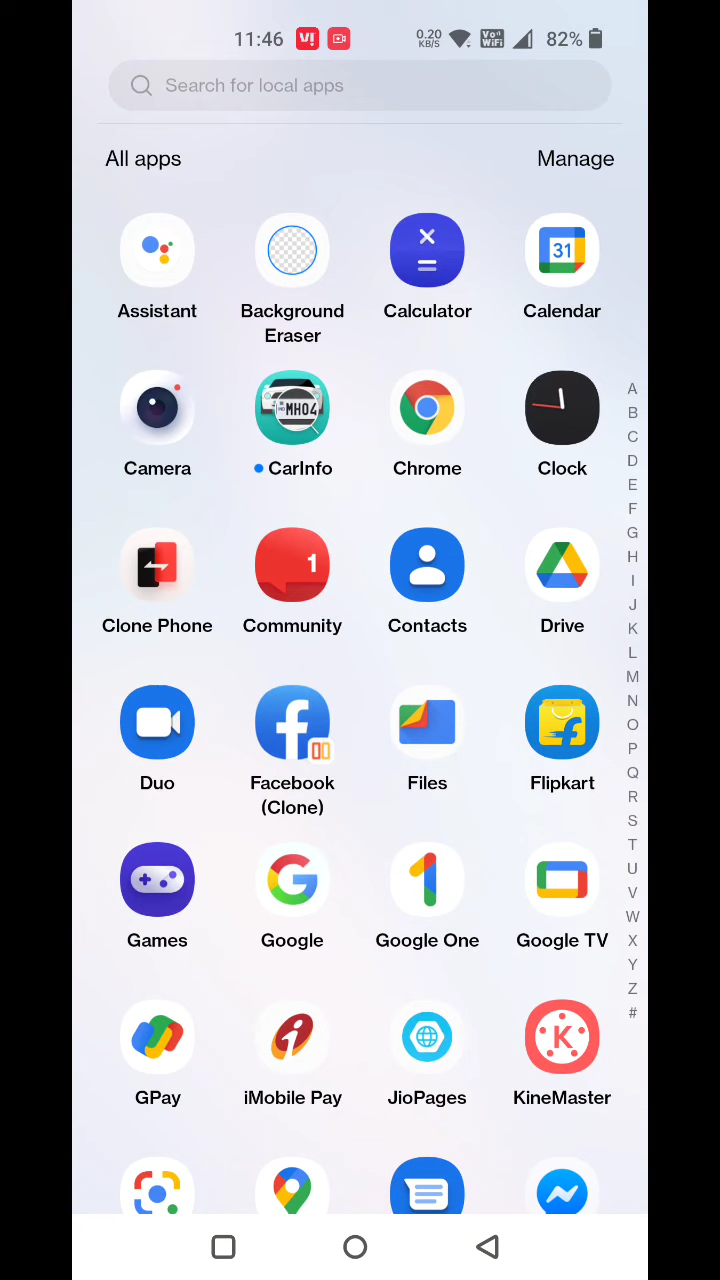 11:46
0.20
KB/S
Vo))
WiFi
82%
Search for local apps
All apps
Manage
31
Assistant
Background
Eraser
Calculator
Calendar
MH04
Camera
CarInfo
Chrome
Clock
1
Clone Phone
Community
Contacts
Drive
Duo
Facebook
(Clone)
Files
Flipkart
Games
Google
Google One
Google TV
K
GPay
iMobile Pay
JioPages
KineMaster
A
B
C
D
E
F
G
H
I
J
K
L
M
N
O
P
Q
R
S
T
U
V
W
X
Y
Z
#